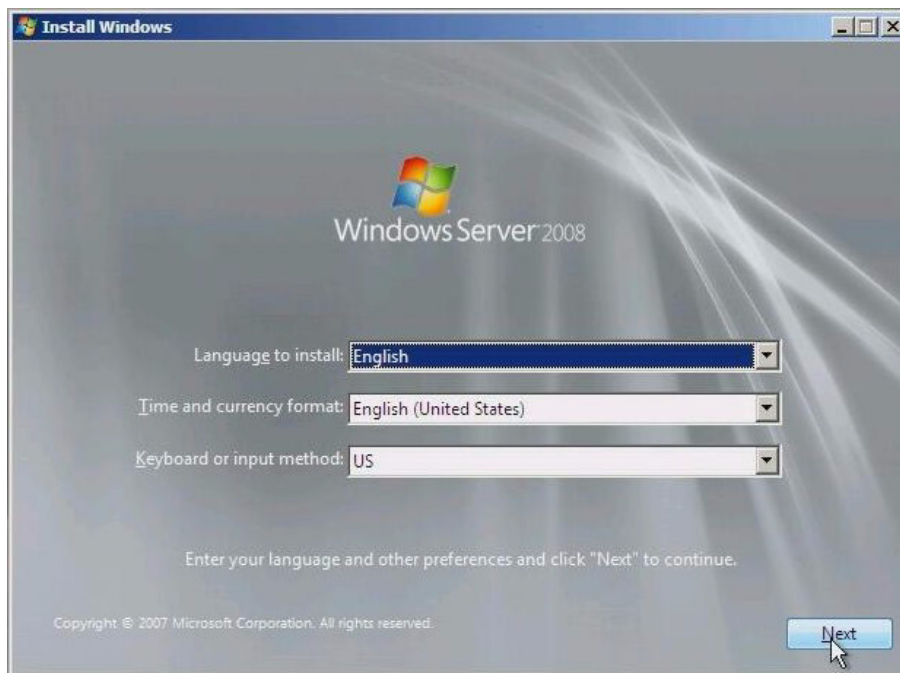 Install Windows
Windows Server 2008
Language to install: English
Time and currency format: English (United States)
Keyboard or input method: US
Enter your language and other preferences and click "Next" to continue.
Copyright © 2007 Microsoft Corporation. All rights reserved.
Next